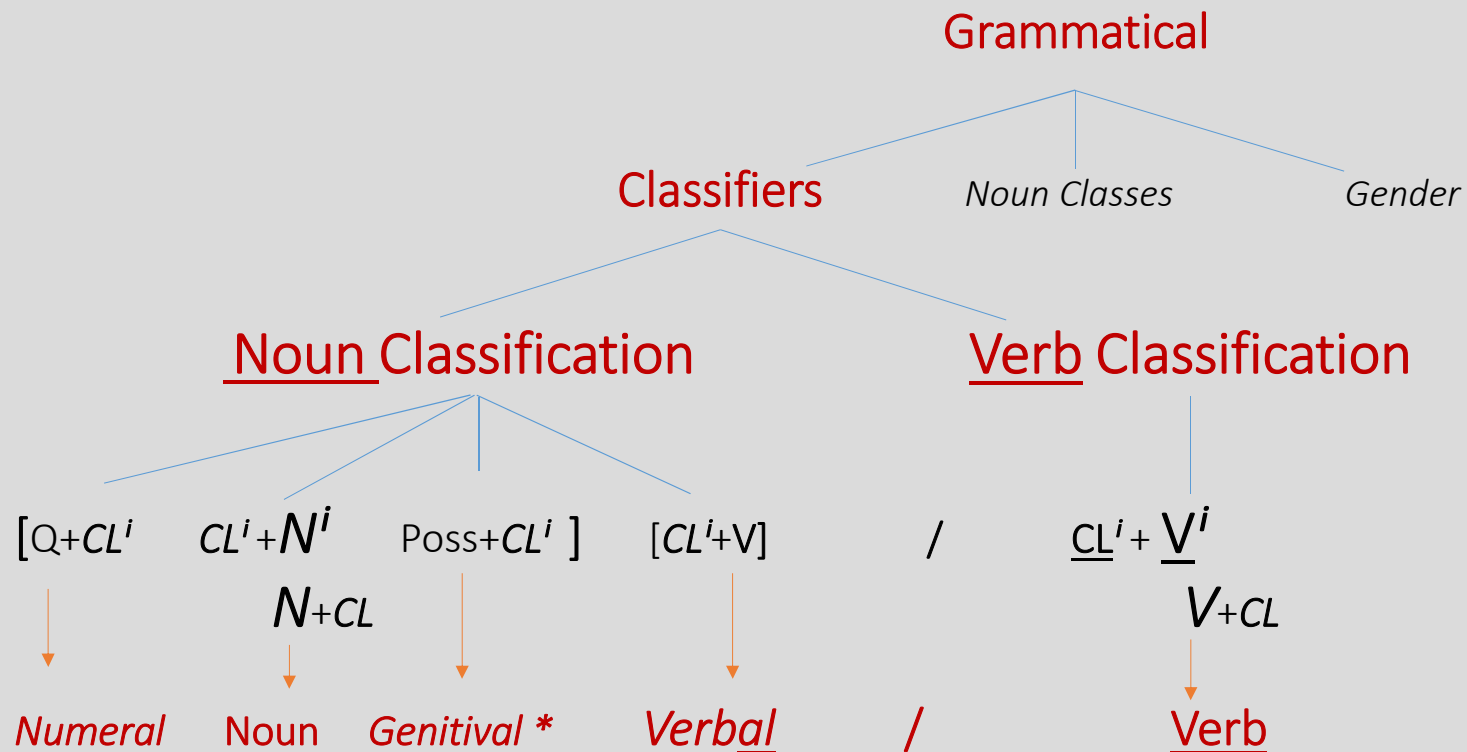 Grammatical
Classifiers Noun Classes Gender
Noun Classification Verb Classification
[Q+CLⁱ CLⁱ+Nⁱ Poss+CLⁱ ] [CLⁱ+V] / CLⁱ+ Vⁱ
N+CL V+CL
Numeral Noun Genitival * Verbal / Verb